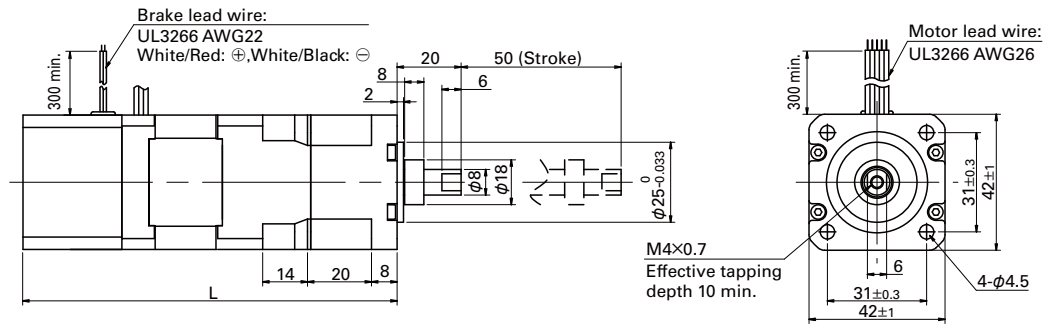 Brake lead wire:
UL3266 AWG22
White/Red: ⊕,White/Black: ⊖
300 min.
20
50 (Stroke)
8
6
2
φ8
φ18
φ25-0.033 0
14
20
8
L
Motor lead wire:
UL3266 AWG26
300 min.
31±0.3
42±1
M4×0.7
Effective tapping
depth 10 min.
6
4-φ4.5
31±0.3
42±1